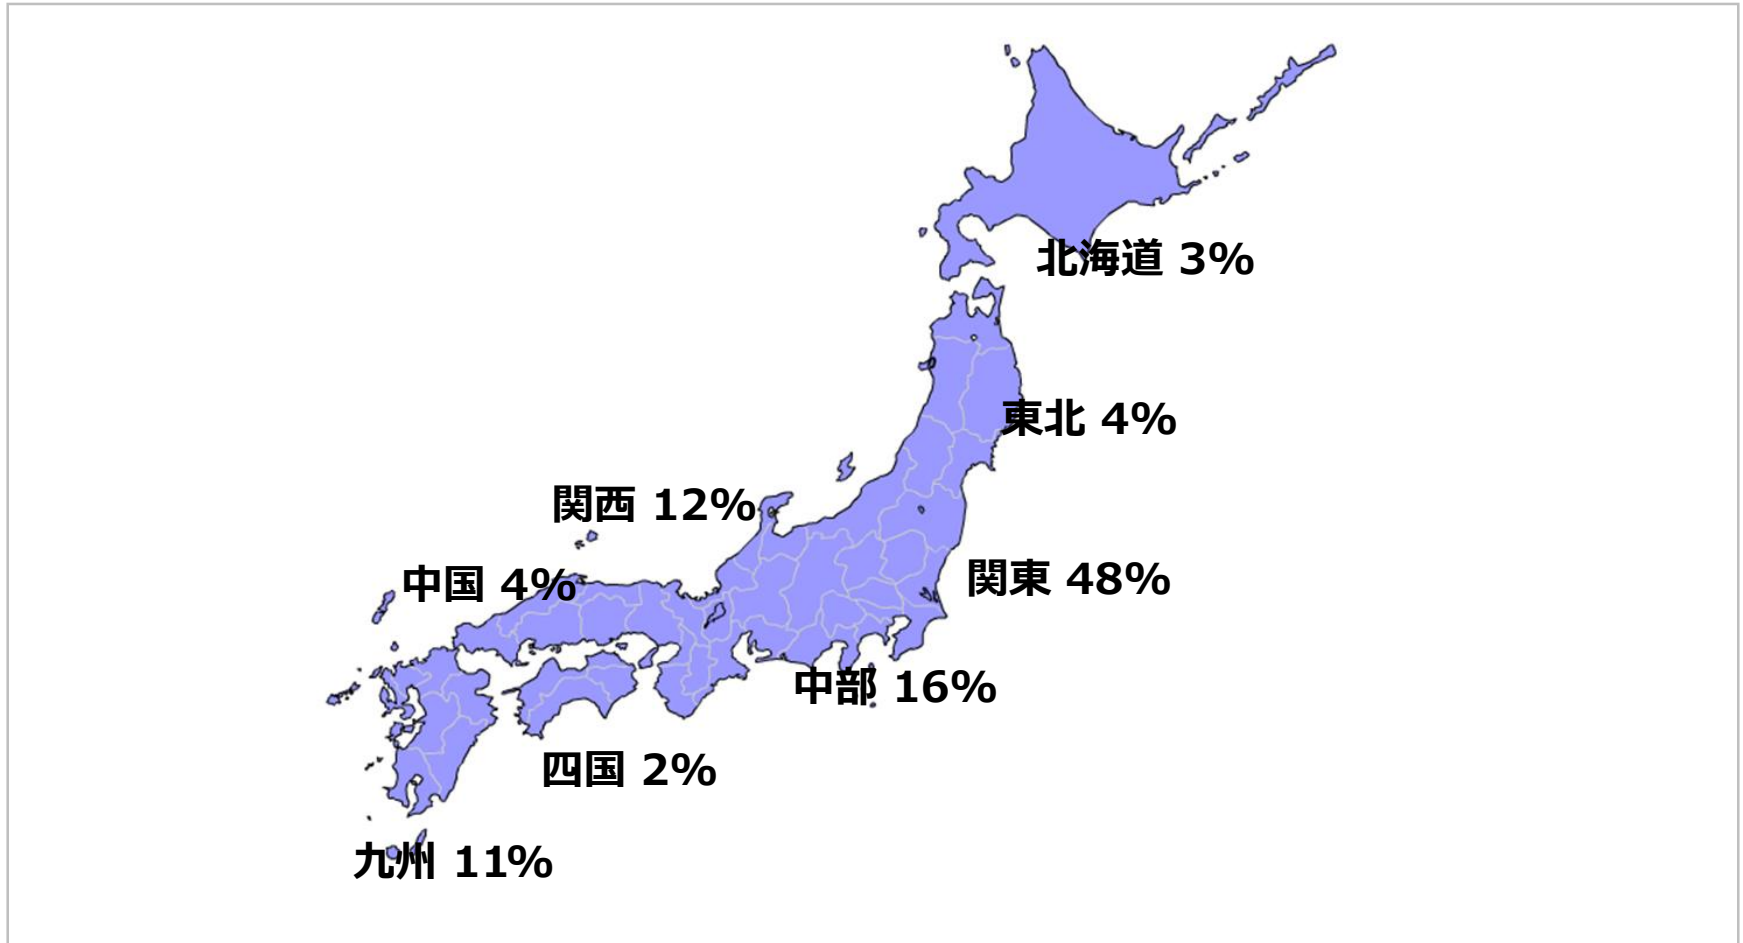 北海道 3%
東北 4%
関西 12%
中国 4%
関東 48%
中部 16%
四国 2%
九州 11%